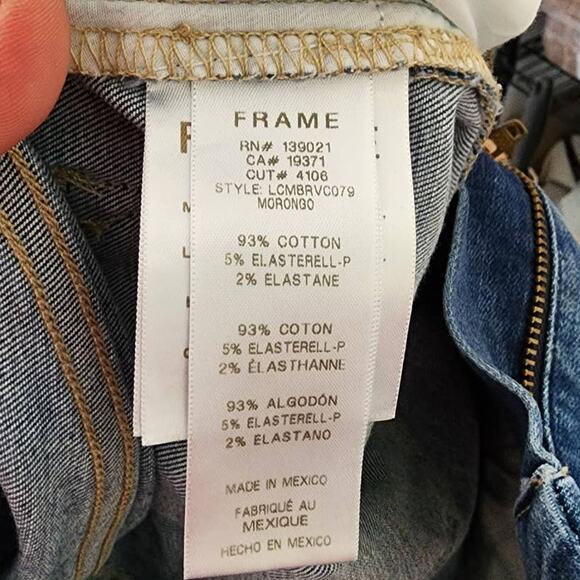 FRAME
RN# 139021
CA# 19371
CUT# 4106
STYLE: LCMBRVC079
MORONGO
93% COTTON
5% ELASTERELL-P
2% ELASTANE
93% COTON
5% ELASTERELL-P
2% ÉLASTHANNE
93% ALGODÓN
5% ELASTERELL-P
2% ELASTANO
MADE IN MEXICO
FABRIQUÉ AU
MEXIQUE
HECHO EN MEXICO